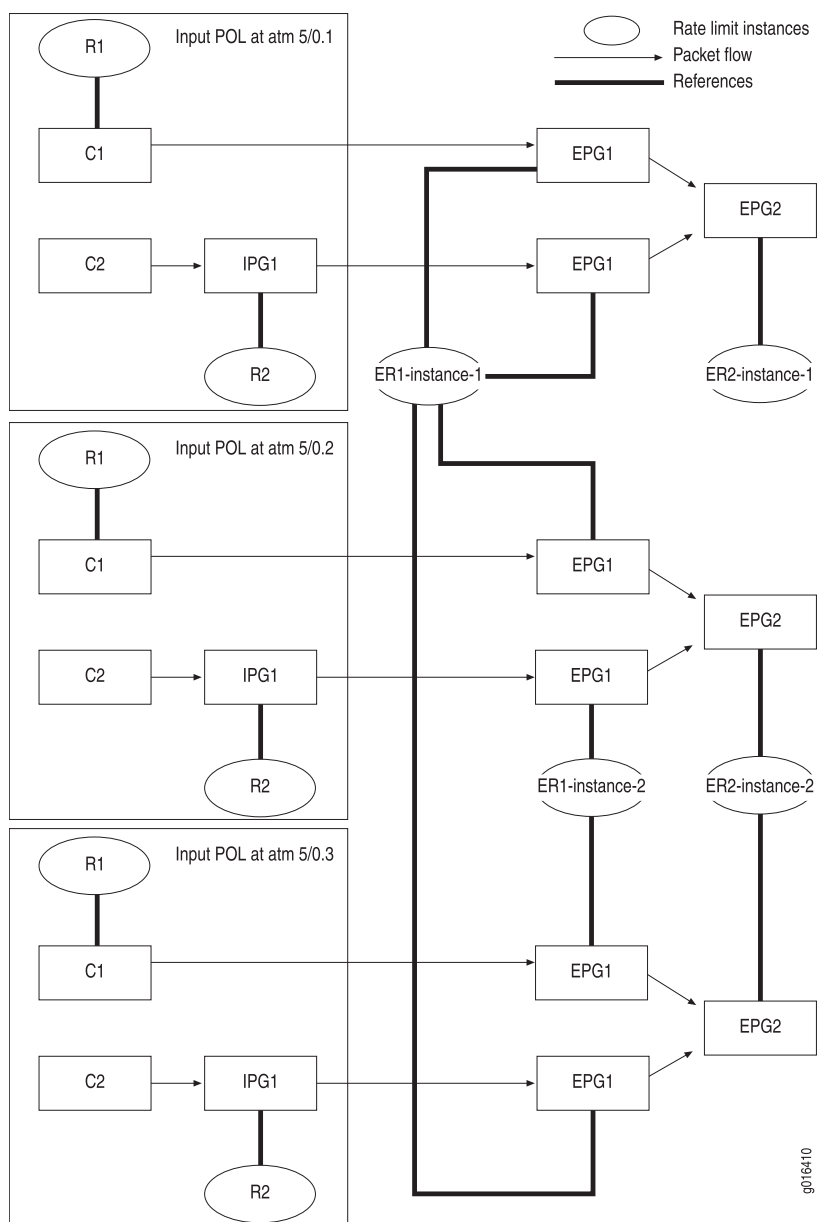 R1
Input POL at atm 5/0.1
Rate limit instances
Packet flow
References
C1
EPG1
EPG2
C2
IPG1
EPG1
R2
ER1-instance-1
ER2-instance-1
R1
Input POL at atm 5/0.2
C1
EPG1
EPG2
C2
IPG1
EPG1
R2
ER1-instance-2
ER2-instance-2
R1
Input POL at atm 5/0.3
C1
EPG1
EPG2
C2
IPG1
EPG1
R2
g016410